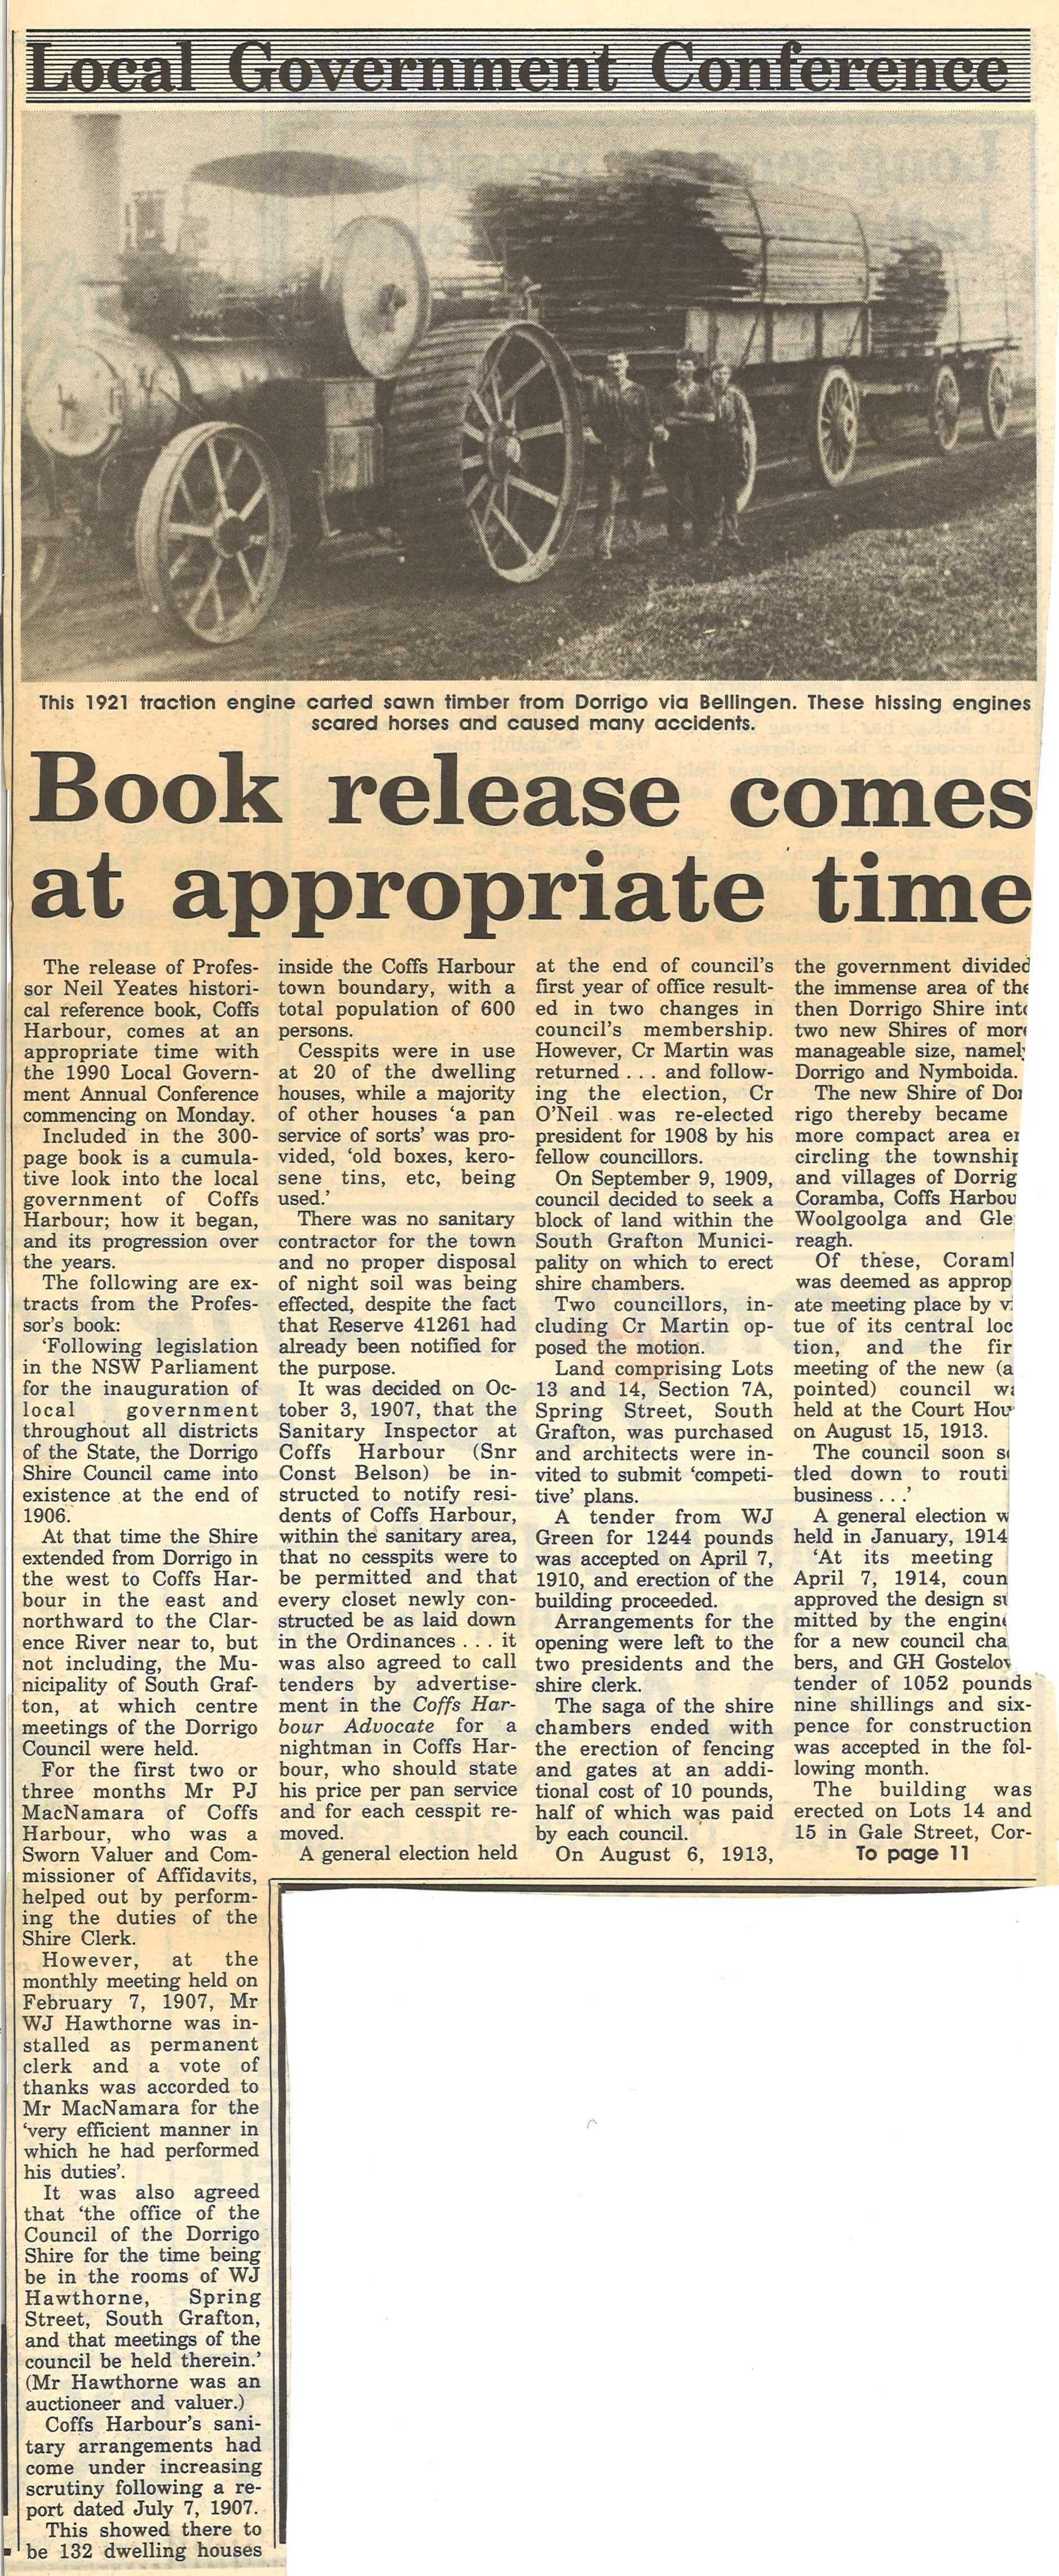 Local Government Conference
This 1921 traction engine carted sawn timber from Dorrigo via Bellingen. These hissing engines
scared horses and caused many accidents.
Book release comes
at appropriate time
The release of Profes-
sor Neil Yeates histori-
cal reference book, Coffs
Harbour, comes at an
appropriate time with
the 1990 Local Govern-
ment Annual Conference
commencing on Monday.
Included in the 300-
page book is a cumula-
tive look into the local
government of Coffs
Harbour; how it began,
and its progression over
the years.
The following are ex-
tracts from the Profes-
sor's book:
'Following legislation
in the NSW Parliament
for the inauguration of
local government
throughout all districts
of the State, the Dorrigo
Shire Council came into
existence at the end of
1906.
At that time the Shire
extended from Dorrigo in
the west to Coffs Har-
bour in the east and
northward to the Clar-
ence River near to, but
not including, the Mu-
nicipality of South Graf-
ton, at which centre
meetings of the Dorrigo
Council were held.
For the first two or
three months Mr PJ
MacNamara of Coffs
Harbour, who was a
Sworn Valuer and Com-
missioner of Affidavits,
helped out by perform-
ing the duties of the
Shire Clerk.
However, at the
monthly meeting held on
February 7, 1907, Mr
WJ Hawthorne was in-
stalled as permanent
clerk and a vote of
thanks was accorded to
Mr MacNamara for the
'very efficient manner in
which he had performed
his duties'.
It was also agreed
that 'the office of the
Council of the Dorrigo
Shire for the time being
be in the rooms of WJ
Hawthorne, Spring
Street, South Grafton,
and that meetings of the
council be held therein.'
(Mr Hawthorne was an
auctioneer and valuer.)
Coffs Harbour's sani-
tary arrangements had
come under increasing
scrutiny following a re-
port dated July 7, 1907.
This showed there to
be 132 dwelling houses
inside the Coffs Harbour
town boundary, with a
total population of 600
persons.
Cesspits were in use
at 20 of the dwelling
houses, while a majority
of other houses 'a pan
service of sorts' was pro-
vided, 'old boxes, kero-
sene tins, etc, being
used.'
There was no sanitary
contractor for the town
and no proper disposal
of night soil was being
effected, despite the fact
that Reserve 41261 had
already been notified for
the purpose.
It was decided on Oc-
tober 3, 1907, that the
Sanitary Inspector at
Coffs Harbour (Snr
Const Belson) be in-
structed to notify resi-
dents of Coffs Harbour,
within the sanitary area,
that no cesspits were to
be permitted and that
every closet newly con-
structed be as laid down
in the Ordinances . . . it
was also agreed to call
tenders by advertise-
ment in the Coffs Har-
bour Advocate for a
nightman in Coffs Har-
bour, who should state
his price per pan service
and for each cesspit re-
moved.
A general election held
at the end of council's
first year of office result-
ed in two changes in
council's membership.
However, Cr Martin was
returned . . . and follow-
ing the election, Cr
O'Neil was re-elected
president for 1908 by his
fellow councillors.
On September 9, 1909,
council decided to seek a
block of land within the
South Grafton Munici-
pality on which to erect
shire chambers.
Two councillors, in-
cluding Cr Martin op-
posed the motion.
Land comprising Lots
13 and 14, Section 7A,
Spring Street, South
Grafton, was purchased
and architects were in-
vited to submit 'competi-
tive' plans.
A tender from WJ
Green for 1244 pounds
was accepted on April 7,
1910, and erection of the
building proceeded.
Arrangements for the
opening were left to the
two presidents and the
shire clerk.
The saga of the shire
chambers ended with
the erection of fencing
and gates at an addi-
tional cost of 10 pounds,
half of which was paid
by each council.
On August 6, 1913,
the government divided
the immense area of the
then Dorrigo Shire into
two new Shires of more
manageable size, namely
Dorrigo and Nymboida.
The new Shire of Dor
rigo thereby became
more compact area en
circling the township
and villages of Dorrig
Coramba, Coffs Harbou
Woolgoolga and Gle
reagh.
Of these, Coram
was deemed as approp
ate meeting place by v
tue of its central loc
tion, and the fir
meeting of the new (a
pointed) council w
held at the Court Hou
on August 15, 1913.
The council soon s
tled down to routi
business . . .'
A general election w
held in January, 1914
'At its meeting
April 7, 1914, coun
approved the design su
mitted by the engin
for a new council cha
bers, and GH Gostelow
tender of 1052 pounds
nine shillings and six-
pence for construction
was accepted in the fol-
lowing month.
The building was
erected on Lots 14 and
15 in Gale Street, Cor-
To page 11